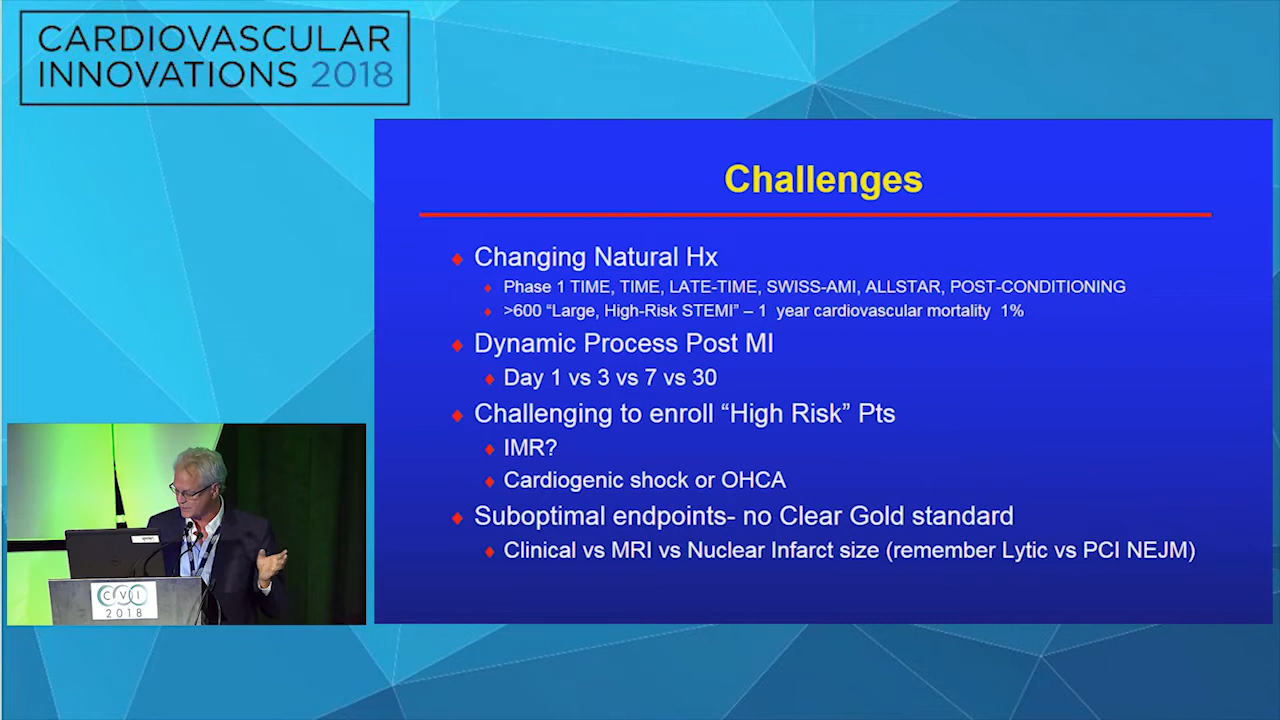 CARDIOVASCULAR
INNOVATIONS 2018
Challenges
Changing Natural Hx
Phase 1 TIME, TIME, LATE-TIME, SWISS-AMI, ALLSTAR, POST-CONDITIONING
>600 “Large, High-Risk STEMI” – 1 year cardiovascular mortality 1%
Dynamic Process Post MI
Day 1 vs 3 vs 7 vs 30
Challenging to enroll “High Risk” Pts
IMR?
Cardiogenic shock or OHCA
Suboptimal endpoints- no Clear Gold standard
Clinical vs MRI vs Nuclear Infarct size (remember Lytic vs PCI NEJM)
CVI
2018